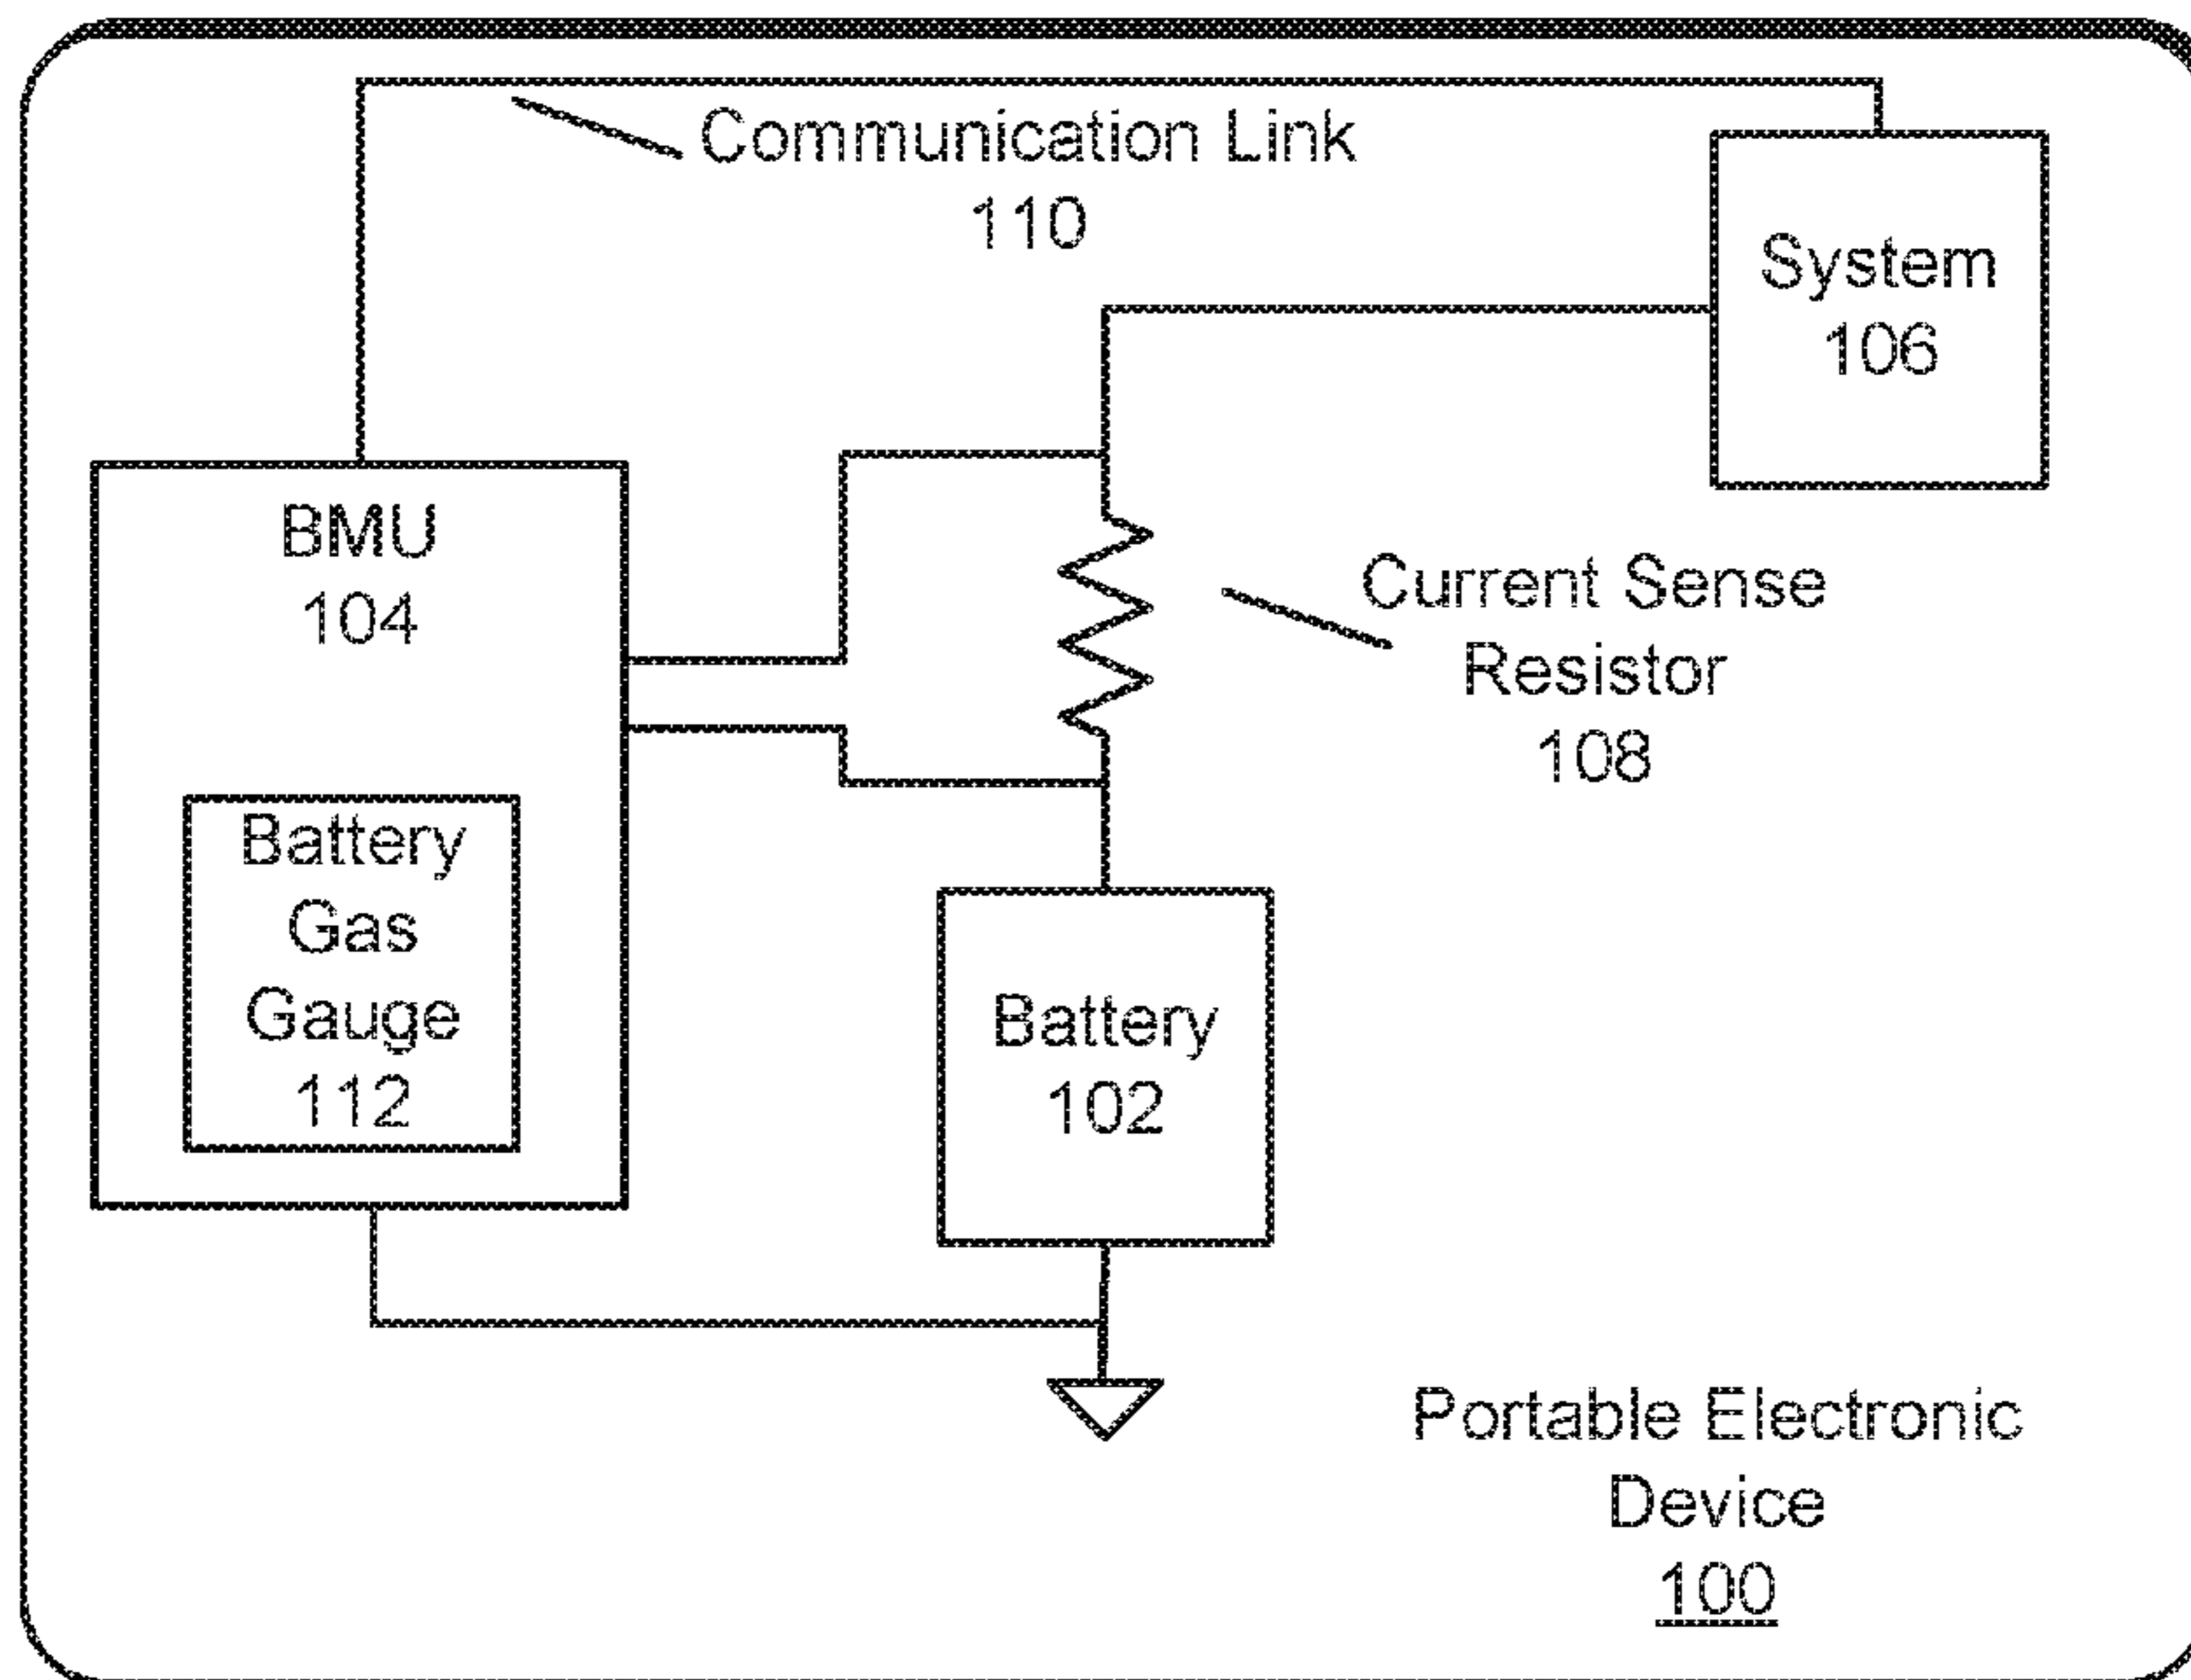 Communication Link
110
System
106
BMU
104
Current Sense
Resistor
108
Battery
Gas
Gauge
112
Battery
102
Portable Electronic
Device
100